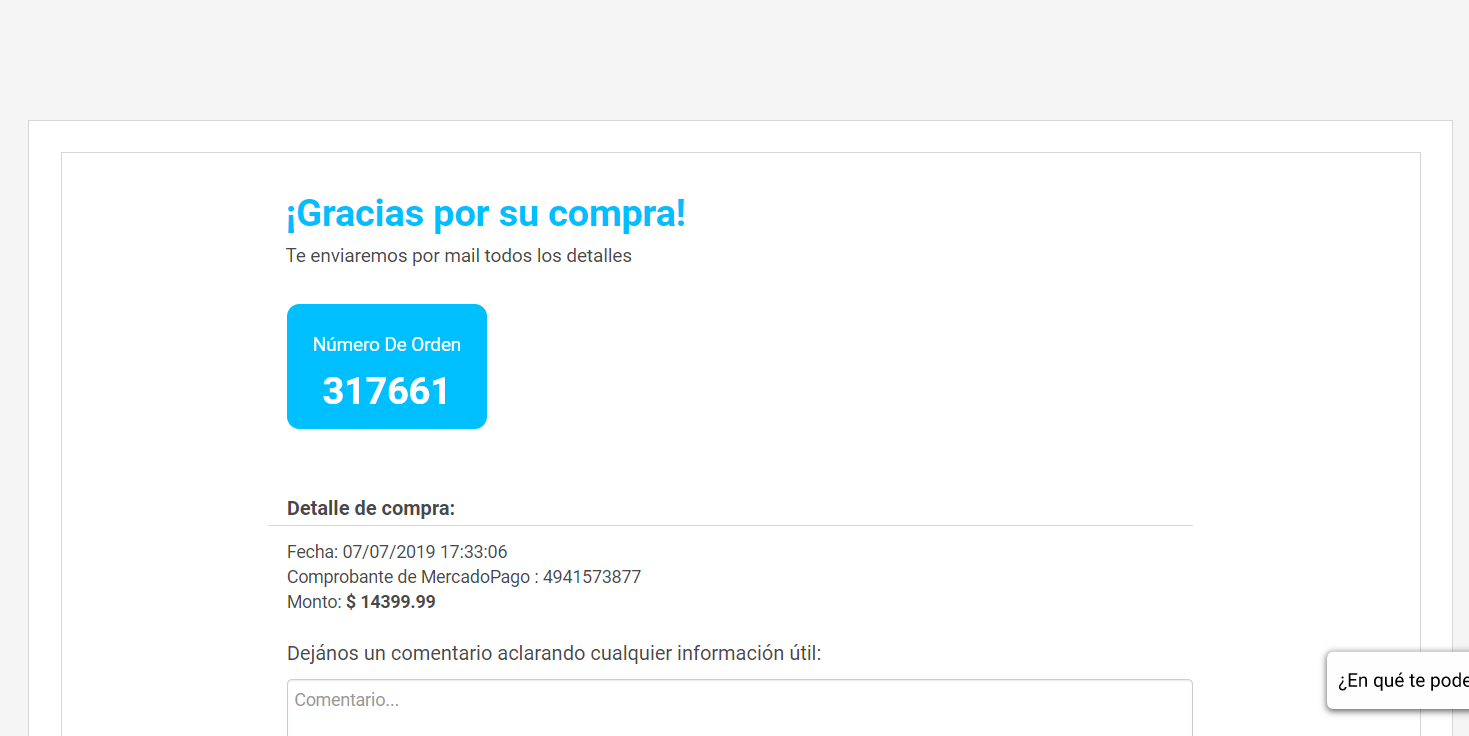 ¡Gracias por su compra!
Te enviaremos por mail todos los detalles
Número De Orden
317661
Detalle de compra:
Fecha: 07/07/2019 17:33:06
Comprobante de MercadoPago : 4941573877
Monto: $ 14399.99
Dejános un comentario aclarando cualquier información útil:
Comentario...
¿En qué te pode